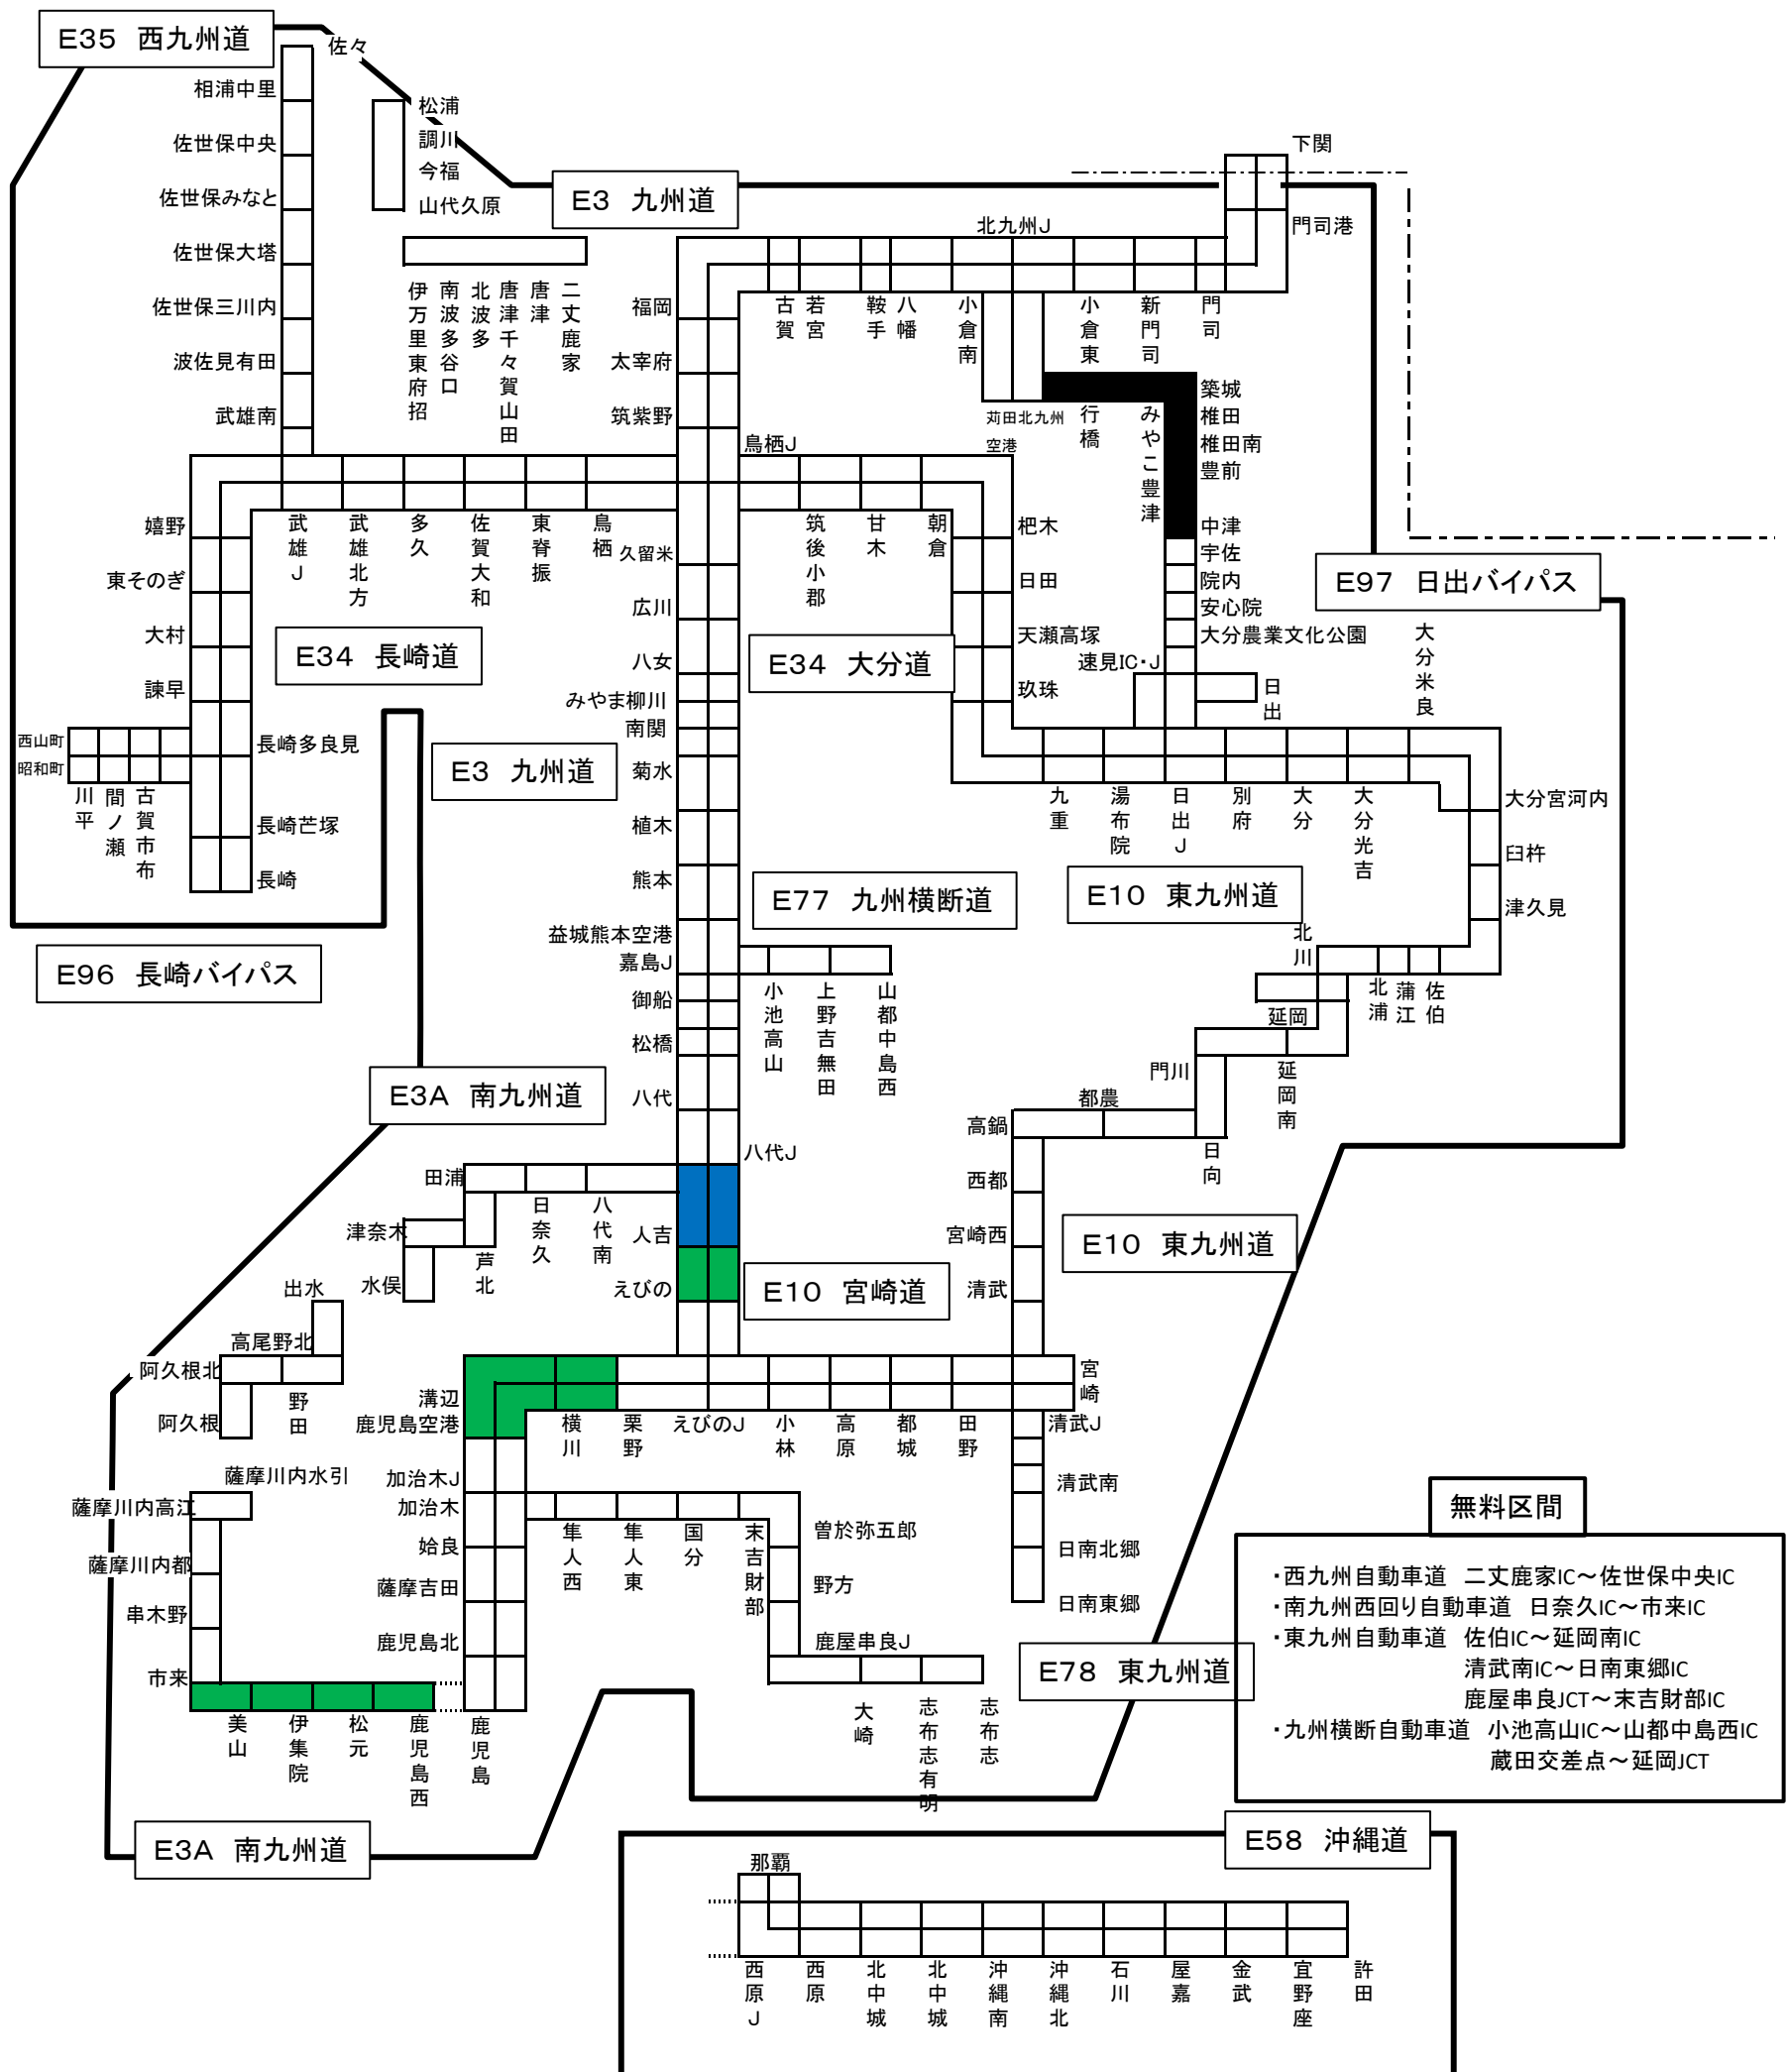 E35 西九州道
佐々
相浦中里
佐世保中央
佐世保みなと
佐世保大塔
佐世保三川内
波佐見有田
武雄南
松浦
調川
今福
山代久原
伊万里東府招
南波多谷口
北波多
唐津千々賀山田
唐津
二丈鹿家
E3 九州道
下関
門司港
北九州J
福岡
太宰府
筑紫野
鳥栖J
古賀
若宮
鞍手
八幡
小倉南
小倉東
新門司
門司
苅田北九州
空港
行橋
みやこ豊津
築城
椎田
椎田南
豊前
中津
宇佐
院内
安心院
大分農業文化公園
速見IC・J
日出
E97 日出バイパス
大分米良
嬉野
東そのぎ
大村
諫早
武雄J
武雄北方
多久
佐賀大和
東脊振
鳥栖
久留米
広川
八女
みやま柳川
南関
菊水
植木
熊本
益城熊本空港
嘉島J
御船
松橋
八代
筑後小郡
甘木
朝倉
杷木
日田
天瀬高塚
玖珠
E34 長崎道
E34 大分道
西山町
昭和町
川平
間ノ瀬
古賀市布
長崎多良見
長崎芒塚
長崎
E3 九州道
九重
湯布院
日出J
別府
大分
大分光吉
大分宮河内
臼杵
津久見
E77 九州横断道
E10 東九州道
E96 長崎バイパス
小池高山
上野吉無田
山都中島西
北川
北浦
蒲江
佐伯
延岡
延岡南
門川
日向
都農
高鍋
西都
宮崎西
清武
E3A 南九州道
八代J
田浦
日奈久
八代南
人吉
えびの
津奈木
芦北
水俣
出水
高尾野北
阿久根北
野田
阿久根
E10 宮崎道
E10 東九州道
溝辺
鹿児島空港
横川
栗野
えびのJ
小林
高原
都城
田野
宮崎
清武J
清武南
日南北郷
日南東郷
薩摩川内水引
薩摩川内高江
薩摩川内都
串木野
市来
美山
伊集院
松元
鹿児島西
鹿児島
加治木J
加治木
姶良
薩摩吉田
鹿児島北
隼人西
隼人東
国分
末吉財部
曽於弥五郎
野方
鹿屋串良J
大崎
志布志有明
志布志
E78 東九州道
E3A 南九州道
無料区間
・西九州自動車道 二丈鹿家IC～佐世保中央IC
・南九州西回り自動車道 日奈久IC～市来IC
・東九州自動車道 佐伯IC～延岡南IC
清武南IC～日南東郷IC
鹿屋串良JCT～末吉財部IC
・九州横断自動車道 小池高山IC～山都中島西IC
蔵田交差点～延岡JCT
E58 沖縄道
那覇
西原J
西原
北中城
北中城
沖縄南
沖縄北
石川
屋嘉
金武
宜野座
許田